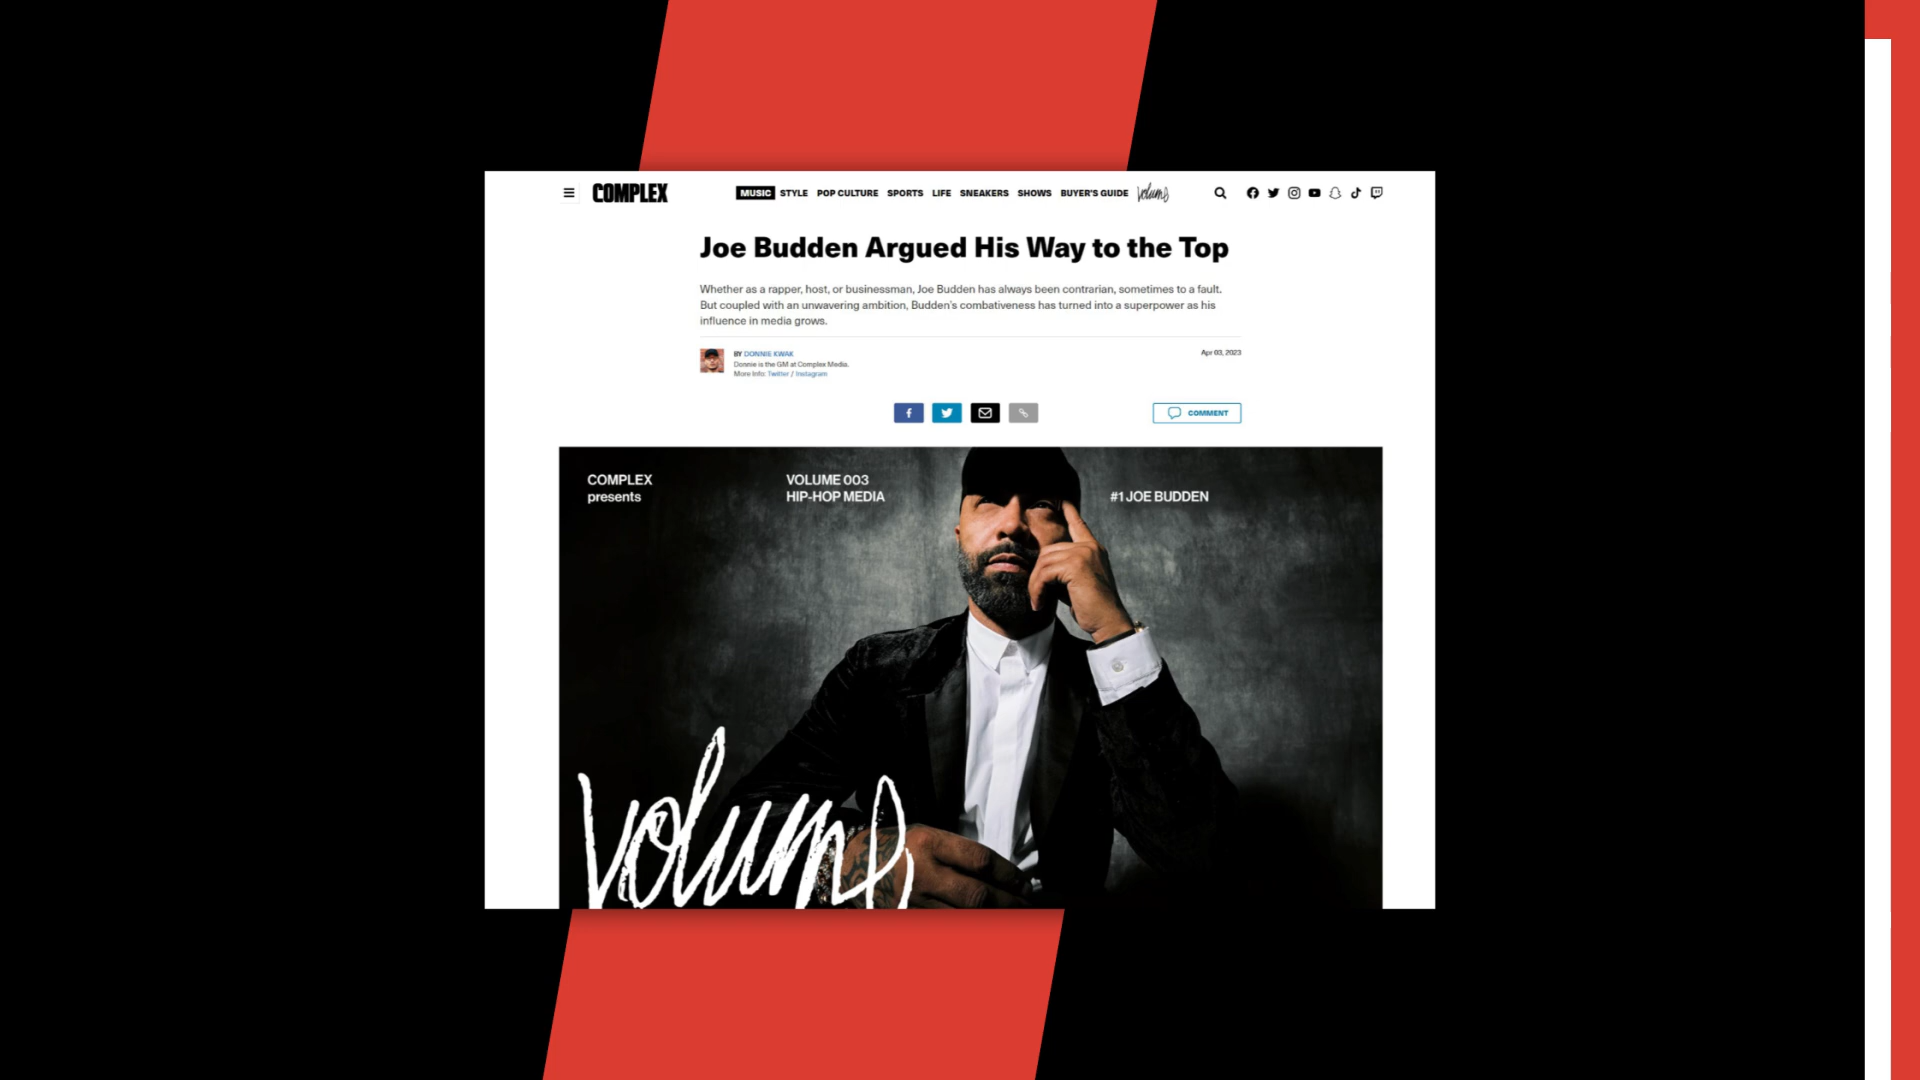 COMPLEX
MUSIC STYLE POP CULTURE SPORTS LIFE SNEAKERS SHOWS BUYER'S GUIDE volume
Joe Budden Argued His Way to the Top
Whether as a rapper, host, or businessman, Joe Budden has always been contrarian, sometimes to a fault.
But coupled with an unwavering ambition, Budden's combativeness has turned into a superpower as his
influence in media grows.
BY DONNIE KWAK
Donnie is the GM at Complex Media.
More Info: Twitter / Instagram
Apr 03, 2023
COMMENT
COMPLEX
presents
VOLUME 003
HIP-HOP MEDIA
#1 JOE BUDDEN
volume